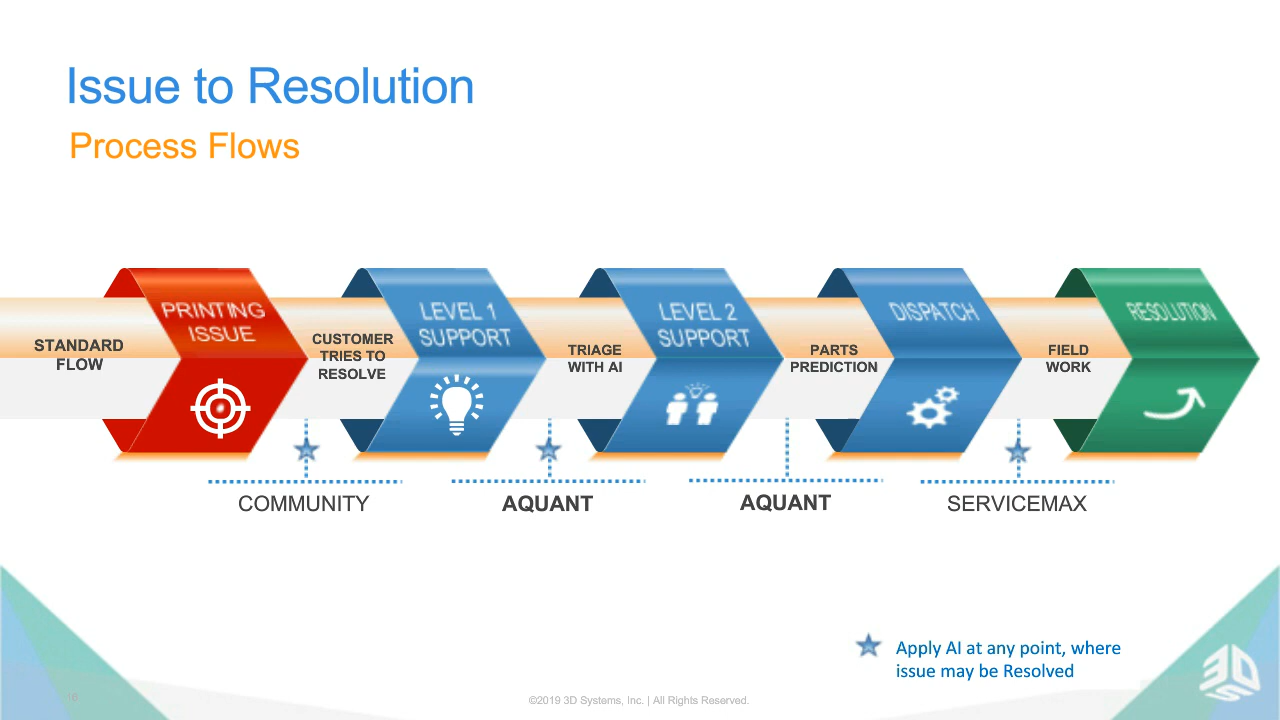 Issue to Resolution
Process Flows
STANDARD
FLOW
PRINTING
ISSUE
CUSTOMER
TRIES TO
RESOLVE
LEVEL 1
SUPPORT
TRIAGE
WITH AI
LEVEL 2
SUPPORT
PARTS
PREDICTION
DISPATCH
FIELD
WORK
RESOLUTION
COMMUNITY
AQUANT
AQUANT
SERVICEMAX
Apply AI at any point, where
issue may be Resolved
16
©2019 3D Systems, Inc. | All Rights Reserved.
3DS